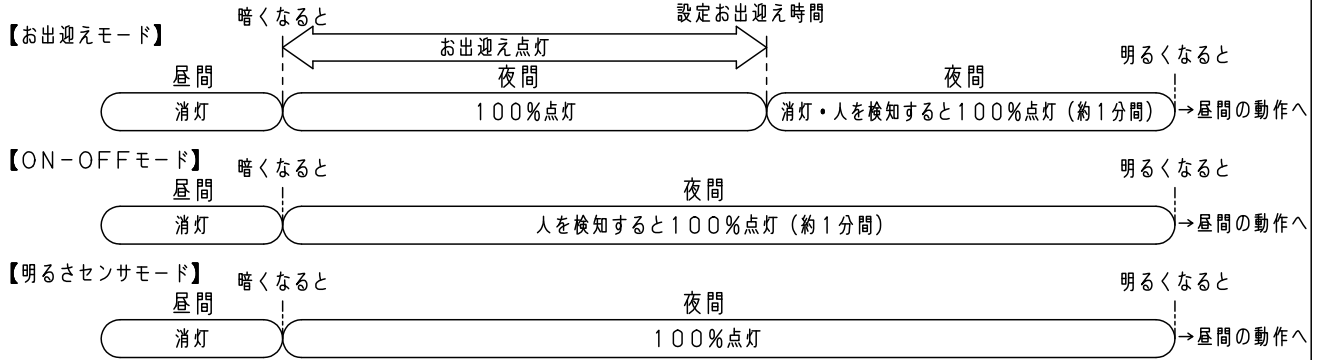 【お出迎えモード】
暗くなると
設定お出迎え時間
お出迎え点灯
明るくなると
昼間
夜間
夜間
消灯
100%点灯
消灯・人を検知すると100%点灯（約1分間）
→昼間の動作へ
【ON-OFFモード】
暗くなると
明るくなると
昼間
夜間
消灯
人を検知すると100%点灯（約1分間）
→昼間の動作へ
【明るさセンサモード】
暗くなると
明るくなると
昼間
夜間
消灯
100%点灯
→昼間の動作へ